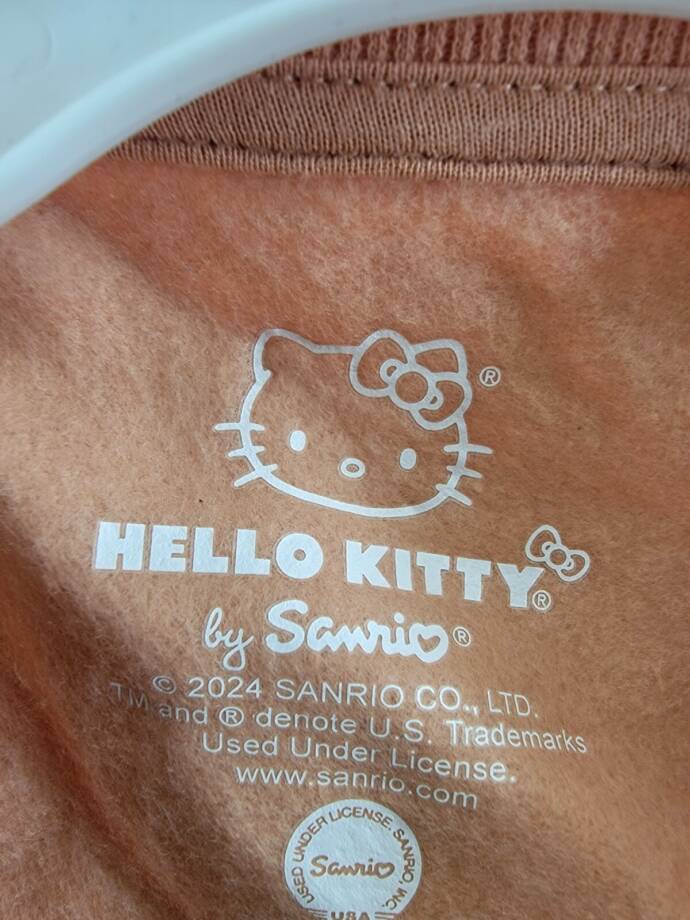 ®
HELLO KITTY®
by Sanrio®
© 2024 SANRIO CO., LTD.
TM and ® denote U.S. Trademarks
Used Under License.
www.sanrio.com
USED UNDER LICENSE. SANRIO, INC.
Sanrio
USA